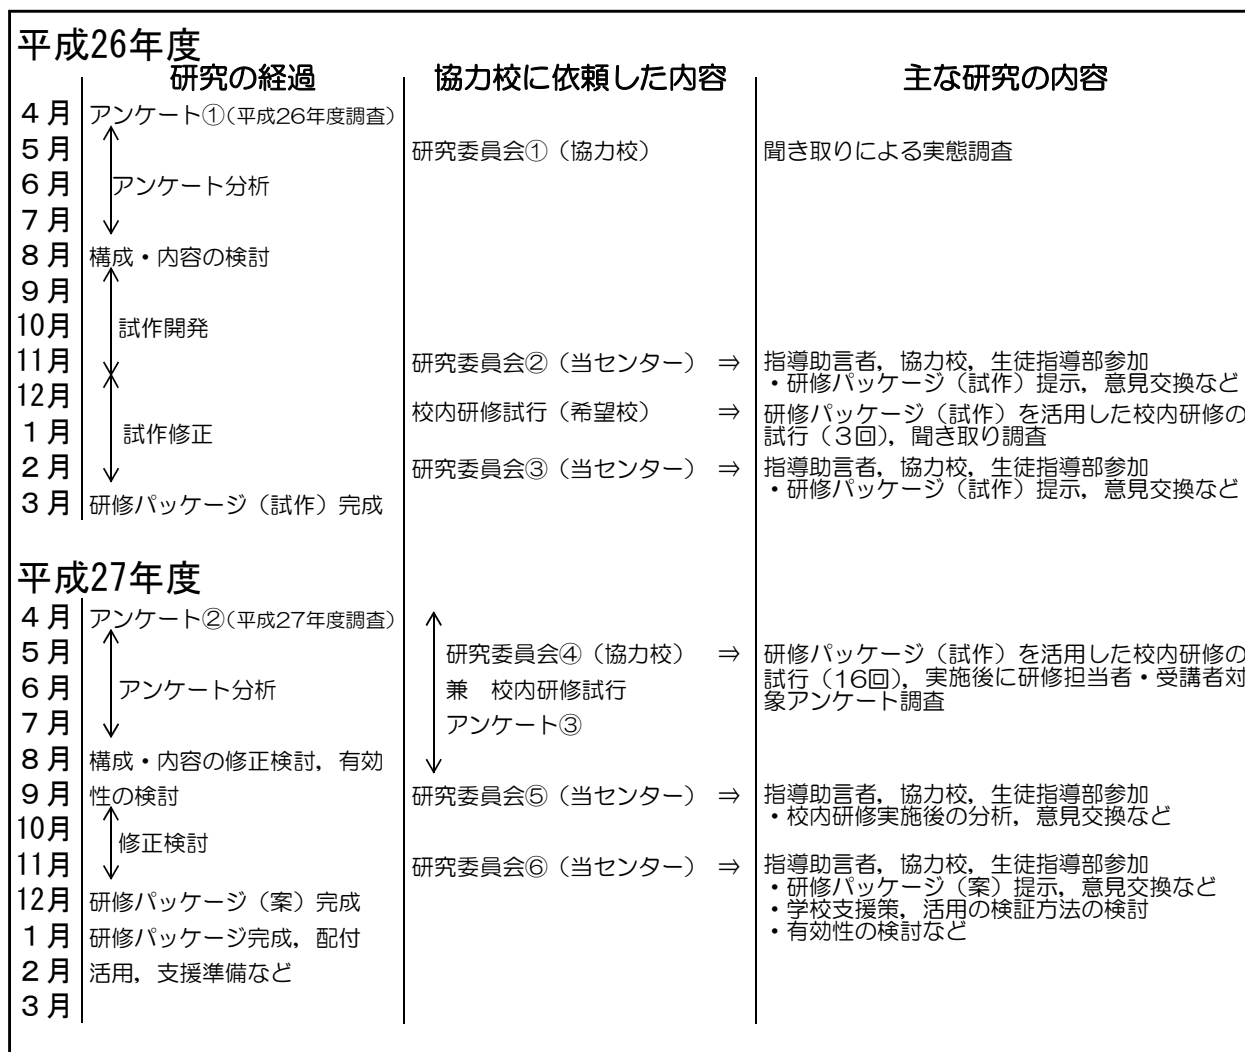 平成26年度
研究の経過 協力校に依頼した内容 主な研究の内容
4月 アンケート①(平成26年度調査)
5月 研究委員会①（協力校） 聞き取りによる実態調査
6月 アンケート分析
7月
8月 構成・内容の検討
9月
10月 試作開発
11月 研究委員会②（当センター） ⇒ 指導助言者，協力校，生徒指導部参加
・研修パッケージ（試作）提示，意見交換など
12月
校内研修試行（希望校） ⇒ 研修パッケージ（試作）を活用した校内研修の
1月 試作修正 試行（3回），聞き取り調査
2月 研究委員会③（当センター） ⇒ 指導助言者，協力校，生徒指導部参加
・研修パッケージ（試作）提示，意見交換など
3月 研修パッケージ（試作）完成
平成27年度
4月 アンケート②(平成27年度調査)
5月 研究委員会④（協力校） ⇒ 研修パッケージ（試作）を活用した校内研修の
6月 アンケート分析 兼 校内研修試行 試行（16回），実施後に研修担当者・受講者対
象アンケート調査
7月 アンケート③
8月 構成・内容の修正検討，有効
9月 性の検討 研究委員会⑤（当センター） ⇒ 指導助言者，協力校，生徒指導部参加
・校内研修実施後の分析，意見交換など
10月 修正検討
11月 研究委員会⑥（当センター） ⇒ 指導助言者，協力校，生徒指導部参加
・研修パッケージ（案）提示，意見交換など
12月 研修パッケージ（案）完成 ・学校支援策，活用の検証方法の検討
1月 研修パッケージ完成，配付 ・有効性の検討など
2月 活用，支援準備など
3月